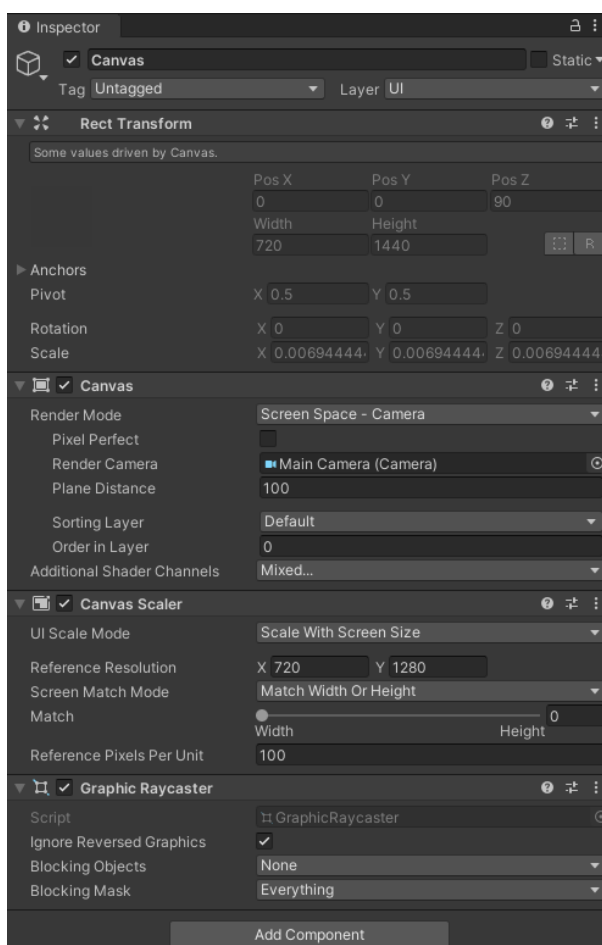 Inspector
Canvas Static
Tag Untagged Layer UI
Rect Transform
Some values driven by Canvas.
Pos X Pos Y Pos Z
0 0 90
Width Height
720 1440
R
Anchors
Pivot X 0.5 Y 0.5
Rotation X 0 Y 0 Z 0
Scale X 0.00694444 Y 0.00694444 Z 0.00694444
Canvas
Render Mode Screen Space - Camera
Pixel Perfect
Render Camera Main Camera (Camera)
Plane Distance 100
Sorting Layer Default
Order in Layer 0
Additional Shader Channels Mixed...
Canvas Scaler
UI Scale Mode Scale With Screen Size
Reference Resolution X 720 Y 1280
Screen Match Mode Match Width Or Height
Match 0
Width Height
Reference Pixels Per Unit 100
Graphic Raycaster
Script GraphicRaycaster
Ignore Reversed Graphics
Blocking Objects None
Blocking Mask Everything
Add Component